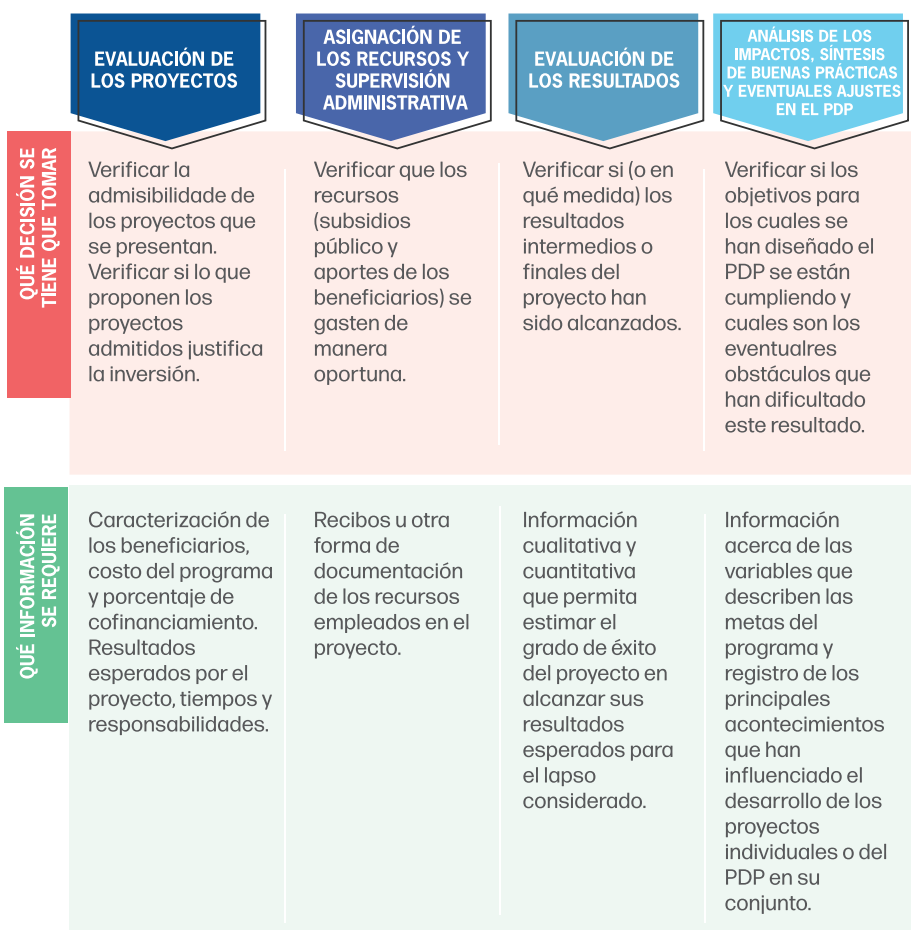 EVALUACIÓN DE
LOS PROYECTOS
ASIGNACIÓN DE
LOS RECURSOS Y
SUPERVISIÓN
ADMINISTRATIVA
EVALUACIÓN DE
LOS RESULTADOS
ANÁLISIS DE LOS
IMPACTOS, SÍNTESIS
DE BUENAS PRÁCTICAS
Y EVENTUALES AJUSTES
EN EL PDP
QUÉ DECISIÓN SE
TIENE QUE TOMAR
Verificar la
admisibilidade de
los proyectos que
se presentan.
Verificar si lo que
proponen los
proyectos
admitidos justifica
la inversión.
Verificar que los
recursos
(subsidios
público y
aportes de los
beneficiarios) se
gasten de
manera
oportuna.
Verificar si (o en
qué medida) los
resultados
intermedios o
finales del
proyecto han
sido alcanzados.
Verificar si los
objetivos para
los cuales se
han diseñado el
PDP se están
cumpliendo y
cuales son los
eventualres
obstáculos que
han dificultado
este resultado.
QUÉ INFORMACIÓN
SE REQUIERE
Caracterización de
los beneficiarios,
costo del programa
y porcentaje de
cofinanciamiento.
Resultados
esperados por el
proyecto, tiempos y
responsabilidades.
Recibos u otra
forma de
documentación
de los recursos
empleados en el
proyecto.
Información
cualitativa y
cuantitativa
que permita
estimar el
grado de éxito
del proyecto en
alcanzar sus
resultados
esperados para
el lapso
considerado.
Información
acerca de las
variables que
describen las
metas del
programa y
registro de los
principales
acontecimientos
que han
influenciado el
desarrollo de los
proyectos
individuales o del
PDP en su
conjunto.